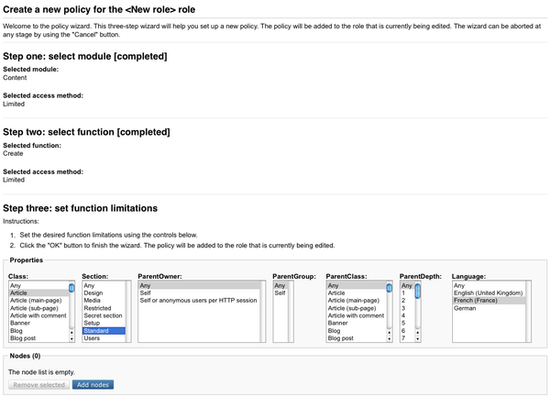 Create a new policy for the <New role> role
Welcome to the policy wizard. This three-step wizard will help you set up a new policy. The policy will be added to the role that is currently being edited. The wizard can be aborted
at any stage by using the "Cancel" button.
Step one: select module [completed]
Selected module:
Content
Selected access method:
Limited
Step two: select function [completed]
Selected function:
Create
Selected access method:
Limited
Step three: set function limitations
Instructions:
1. Set the desired function limitations using the controls below.
2. Click the "OK" button to finish the wizard. The policy will be added to the role that is currently being edited.
Properties
Class: Section: ParentOwner: ParentGroup: ParentClass: ParentDepth: Language:
Any Any Any Any Any Any Any
Article Design Self Self Article 1 English (United Kingdom)
Article (main-page) Media Self or anonymous users per HTTP session Article (main-page) 2 French (France)
Article (sub-page) Restricted Article (sub-page) 3 German
Article with comment Secret section Article with comment 4
Banner Setup Banner 5
Blog Standard Blog 6
Blog post Users Blog post 7
Nodes (0)
The node list is empty.
Remove selected Add nodes